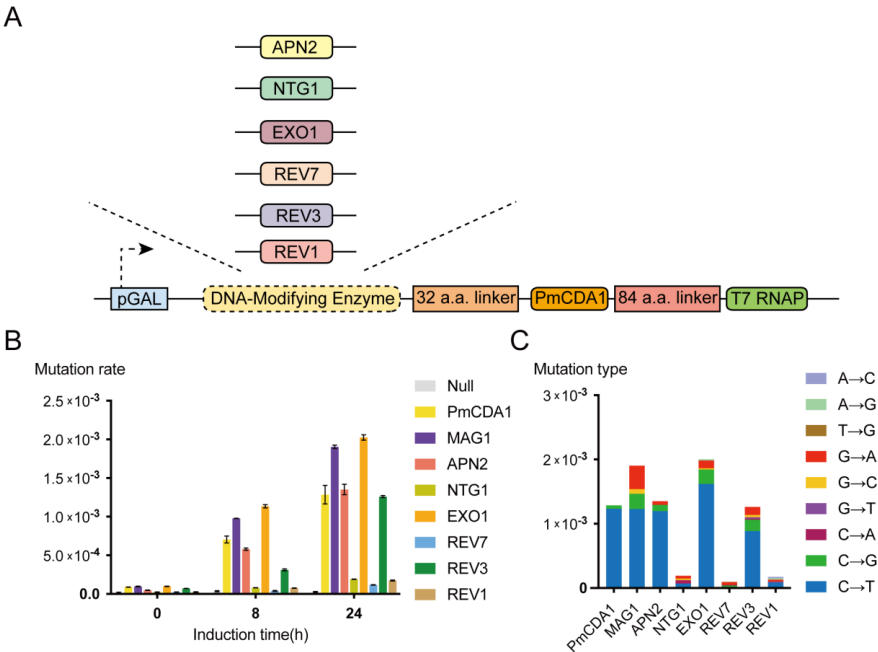 A
APN2
NTG1
EXO1
REV7
REV3
REV1
pGAL DNA-Modifying Enzyme 32 a.a. linker PmCDA1 84 a.a. linker T7 RNAP
B
Mutation rate
2.5×10⁻³
2.0×10⁻³
1.5×10⁻³
1.0×10⁻³
5.0×10⁻⁴
0.0
0 8 24
Induction time(h)
Null
PmCDA1
MAG1
APN2
NTG1
EXO1
REV7
REV3
REV1
C
Mutation type
3×10⁻³
2×10⁻³
1×10⁻³
0
PmCDA1 MAG1 APN2 NTG1 EXO1 REV7 REV3 REV1
A→C
A→G
T→G
G→A
G→C
G→T
C→A
C→G
C→T